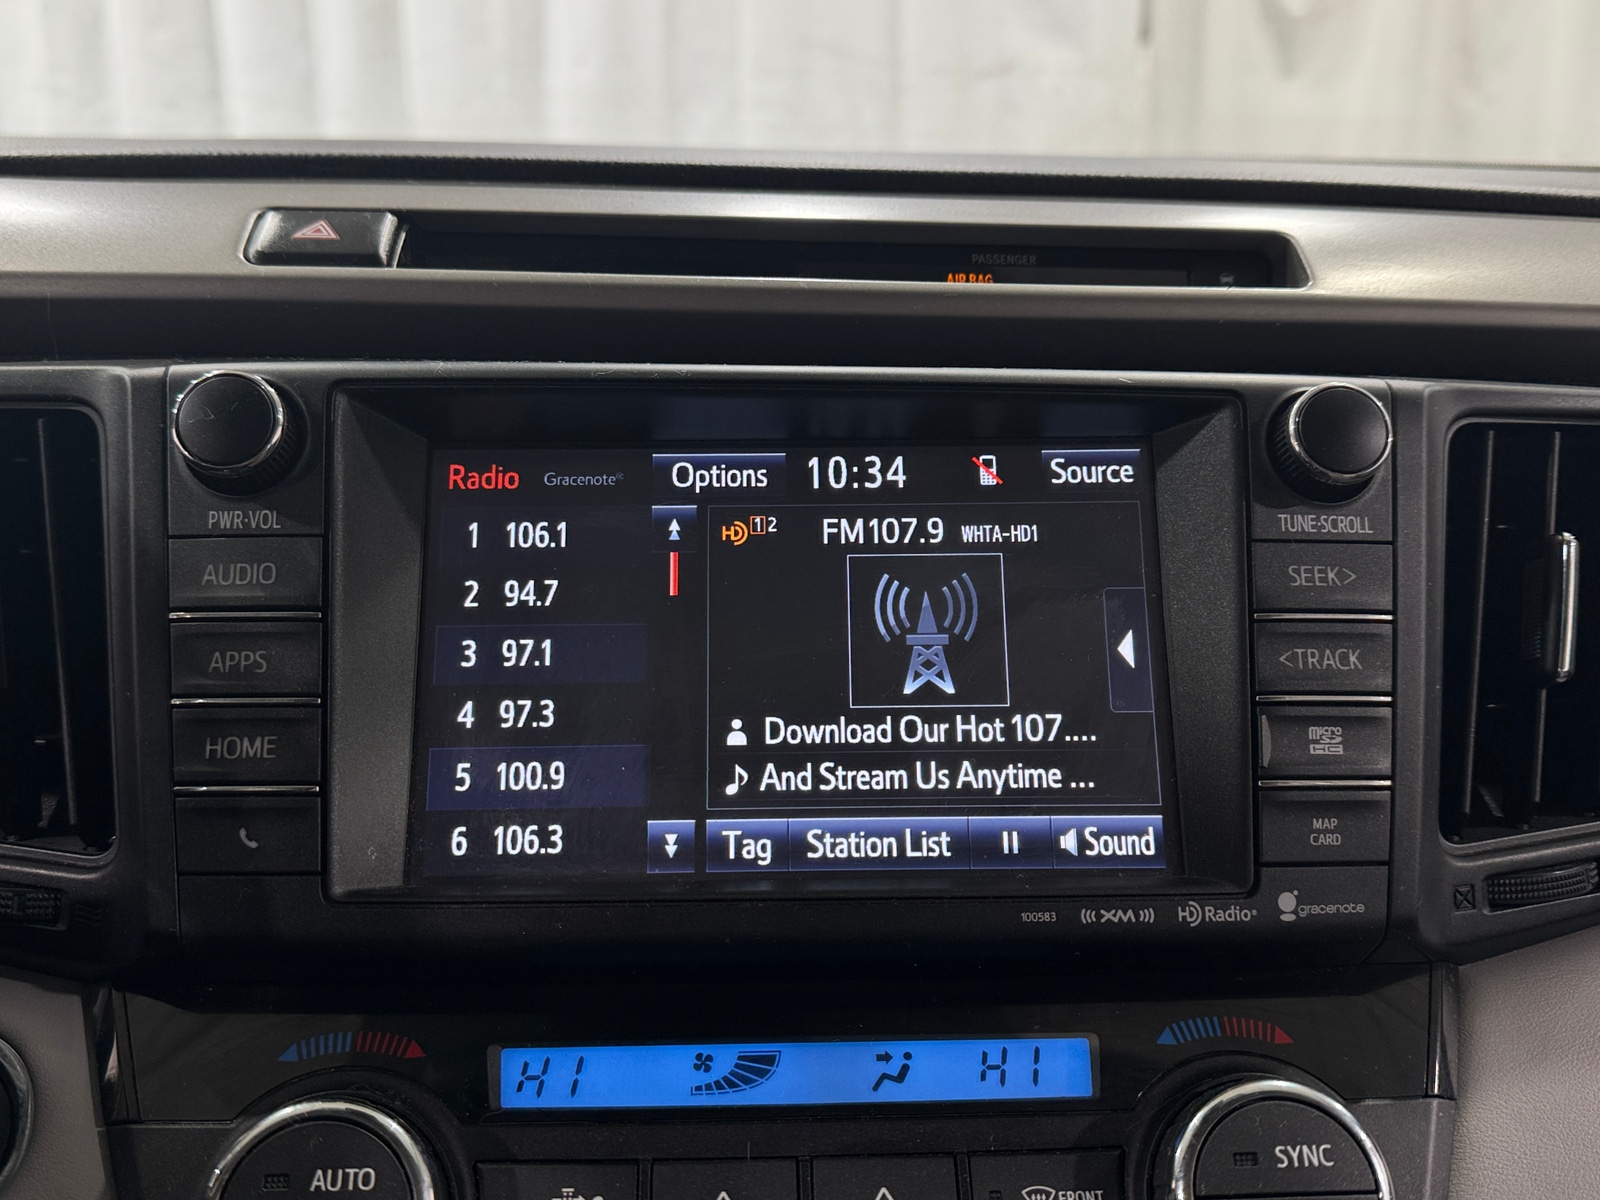 PASSENGER
AIR BAG
PWR·VOL
AUDIO
APPS
HOME
Radio Gracenote® Options 10:34 Source
1 106.1
2 94.7
3 97.1
4 97.3
5 100.9
6 106.3
HD 1 2 FM107.9 WHTA-HD1
Download Our Hot 107....
And Stream Us Anytime ...
Tag Station List Sound
TUNE·SCROLL
SEEK>
<TRACK
micro
SD
HC
MAP
CARD
100583 ((( XM ))) HD Radio® gracenote
HI HI
AUTO
FRONT
SYNC